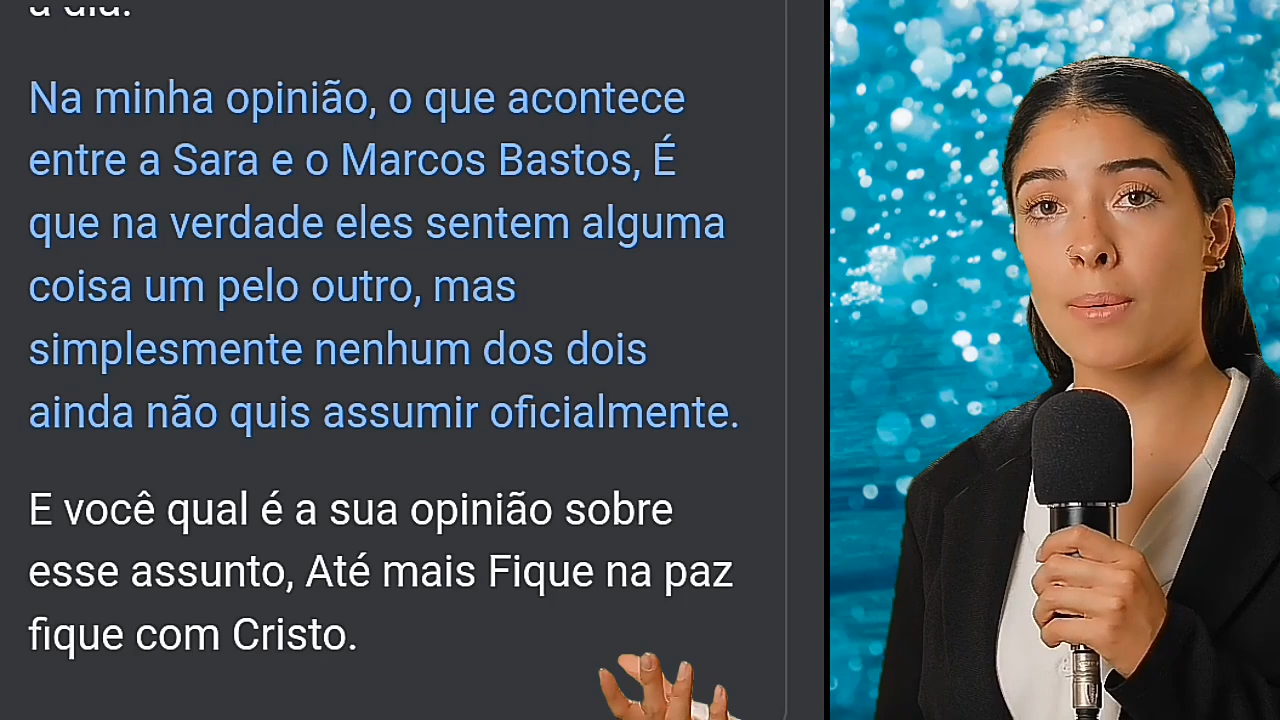 Na minha opinião, o que acontece
entre a Sara e o Marcos Bastos, É
que na verdade eles sentem alguma
coisa um pelo outro, mas
simplesmente nenhum dos dois
ainda não quis assumir oficialmente.
E você qual é a sua opinião sobre
esse assunto, Até mais Fique na paz
fique com Cristo.